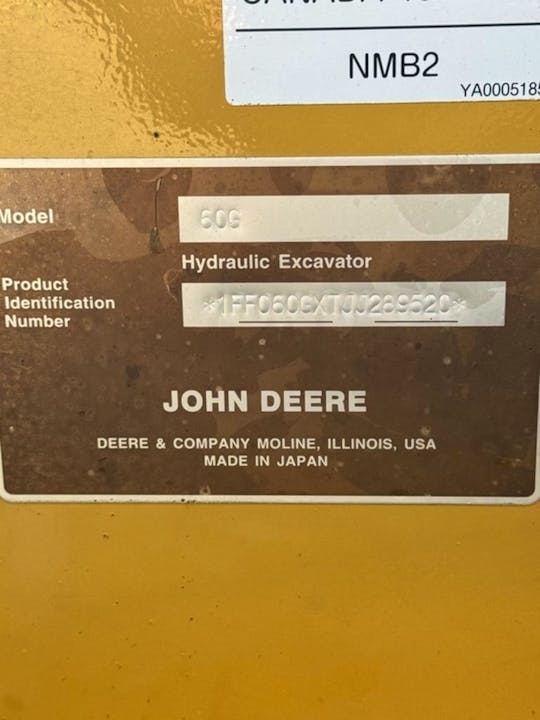 NMB2
YA0005185
Model
60G
Hydraulic Excavator
Product
Identification
Number
*1FF060GXTJJ289520*
JOHN DEERE
DEERE & COMPANY MOLINE, ILLINOIS, USA
MADE IN JAPAN